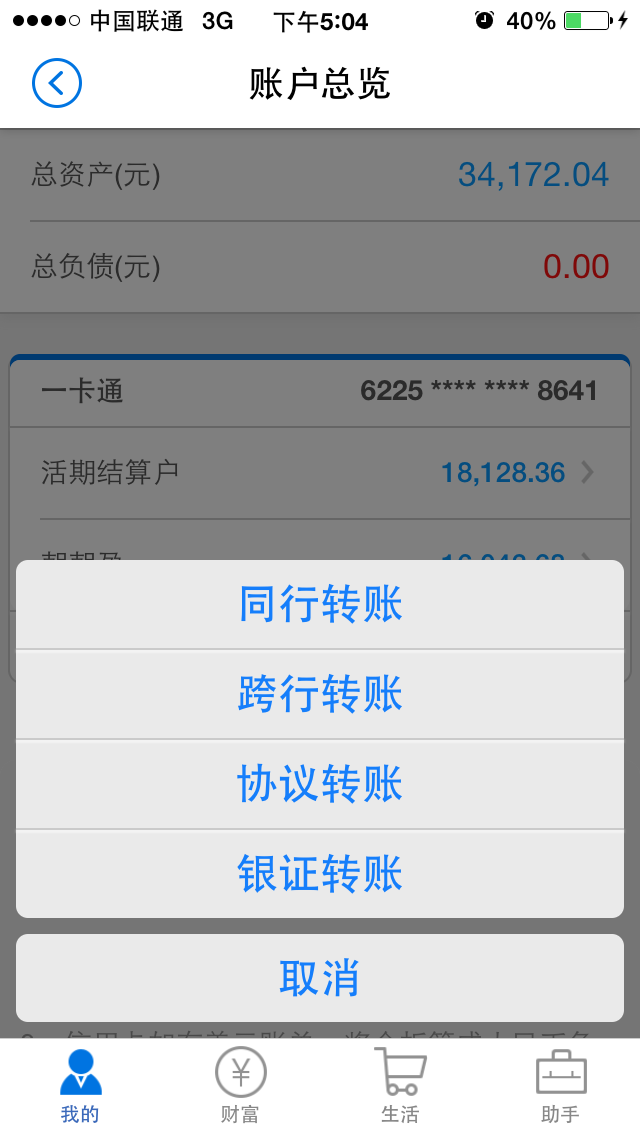 中国联通 3G 下午5:04 40%
账户总览
总资产(元) 34,172.04
总负债(元) 0.00
一卡通 6225 **** **** 8641
活期结算户 18,128.36
朝朝盈
同行转账
跨行转账
协议转账
银证转账
取消
我的 财富 生活 助手